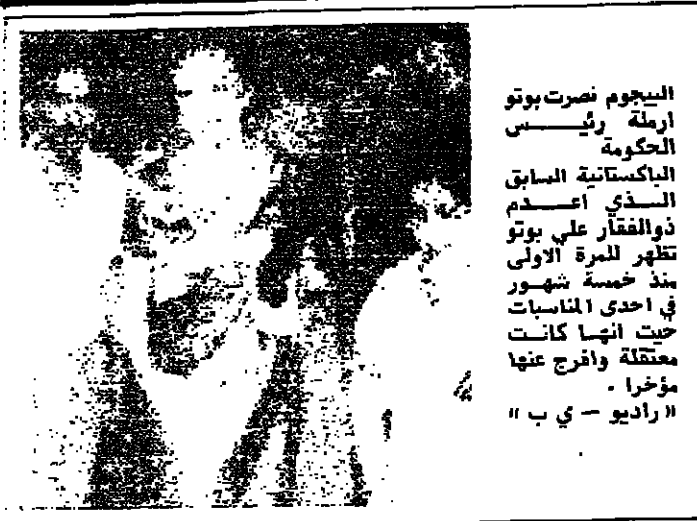 البيجوم نصرت بوتو
ارملة رئيس
الحكومة
الباكستانية السابق
الذي اعدم
ذوالفقار علي بوتو
تظهر للمرة الاولى
منذ خمسة شهور
في احدى المناسبات
حيث انها كانت
معتقلة وافرج عنها
مؤخرا .
« راديو — ي ب »